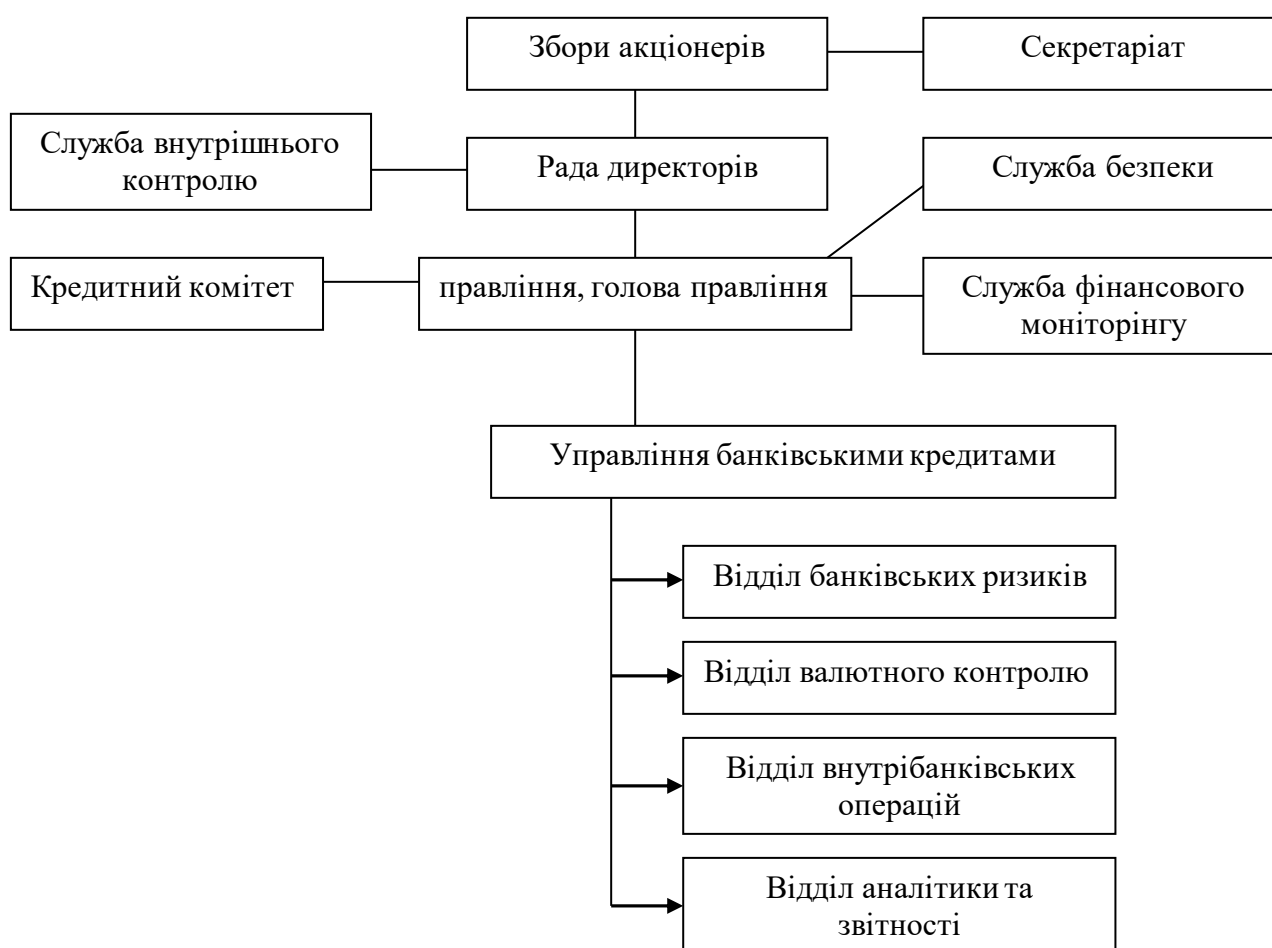 Збори акціонерів
Секретаріат
Служба внутрішнього
контролю
Рада директорів
Служба безпеки
Кредитний комітет
правління, голова правління
Служба фінансового
моніторінгу
Управління банківськими кредитами
Відділ банківських ризиків
Відділ валютного контролю
Відділ внутрібанківських
операцій
Відділ аналітики та
звітності